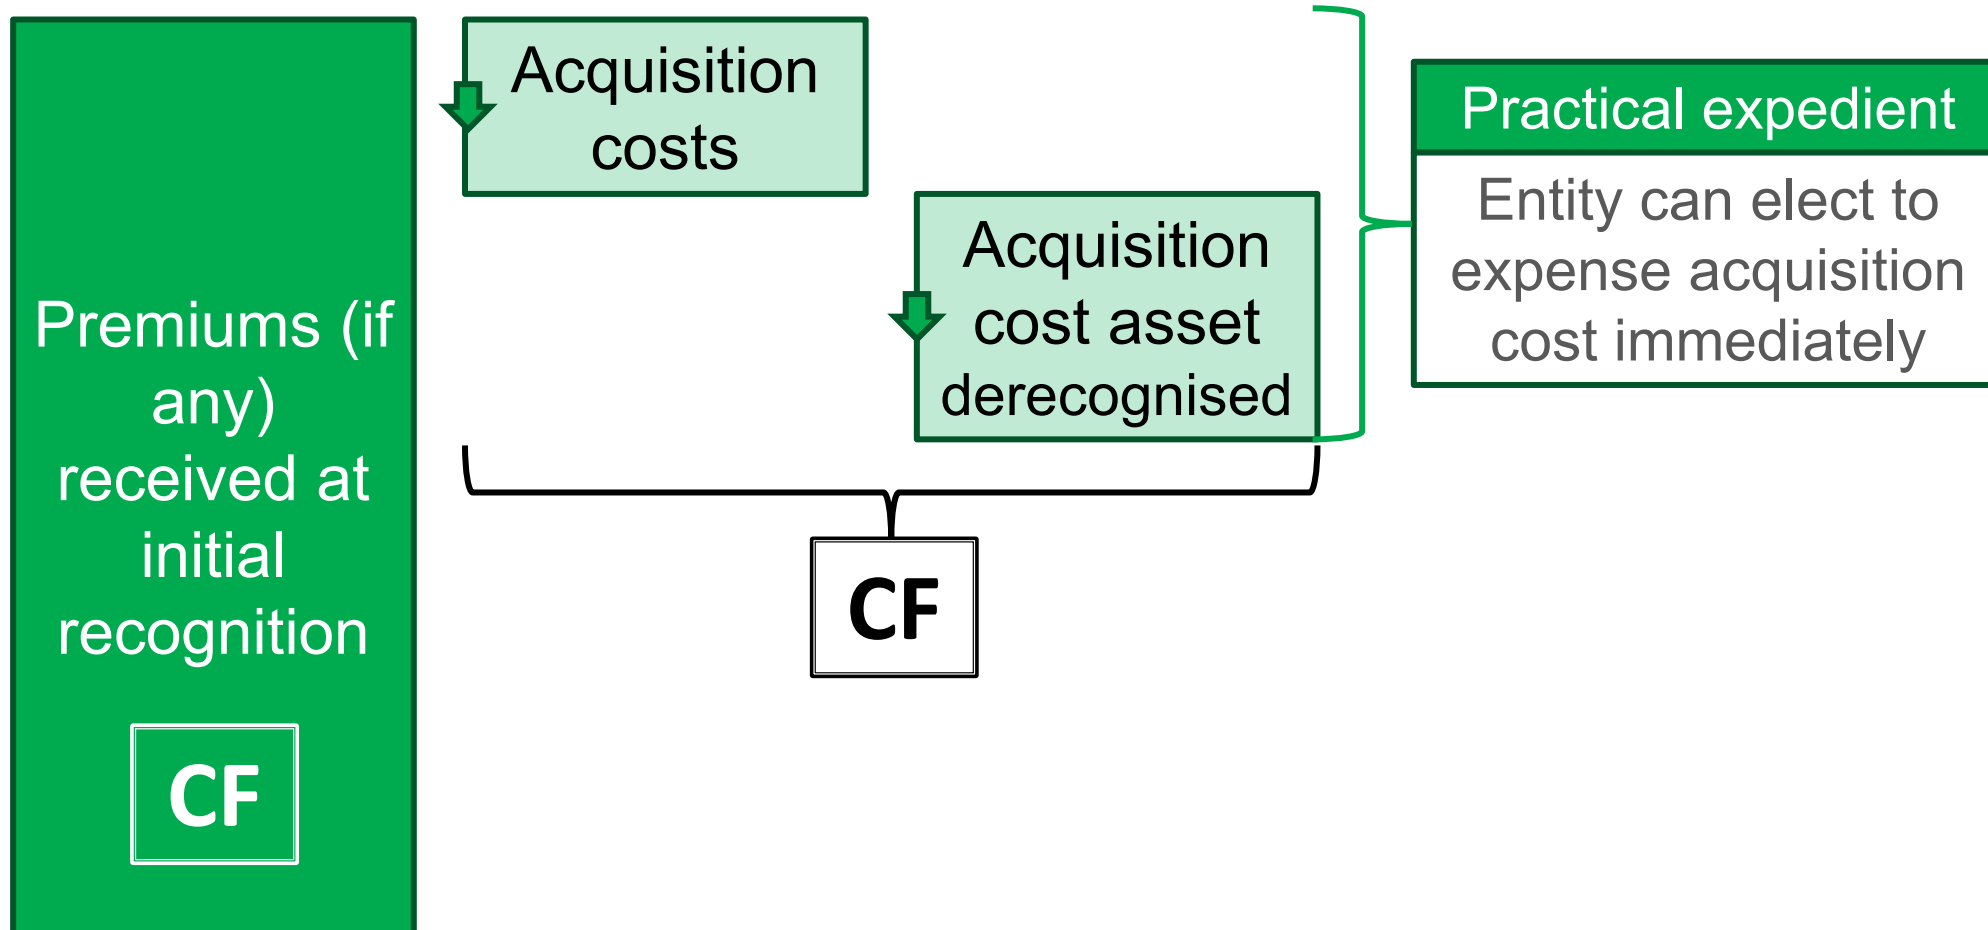 Premiums (if
any)
received at
initial
recognition
CF
Acquisition
costs
Acquisition
cost asset
derecognised
CF
Practical expedient
Entity can elect to
expense acquisition
cost immediately